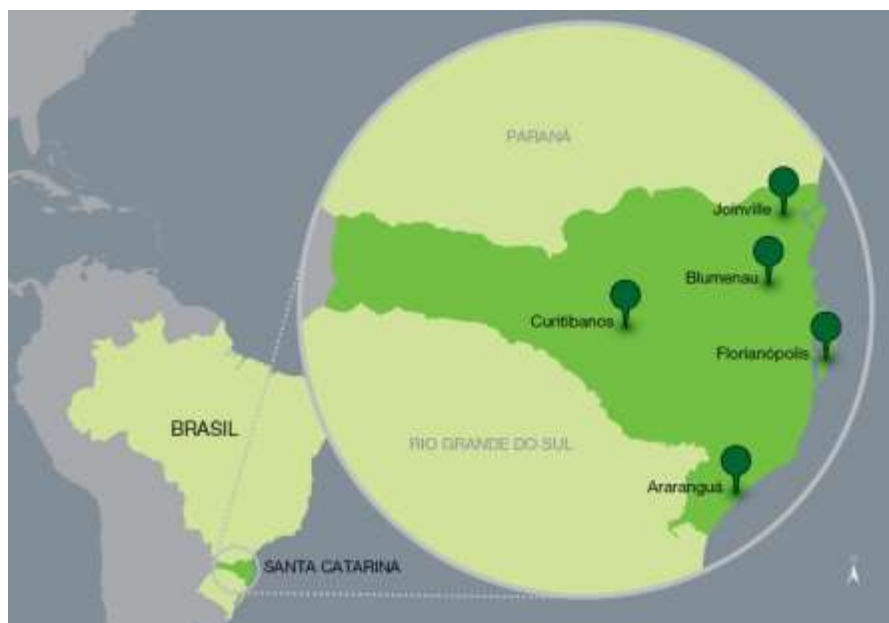 PARANÁ
Joinville
Blumenau
Curitibanos
Florianópolis
BRASIL
RIO GRANDE DO SUL
Araranguá
SANTA CATARINA